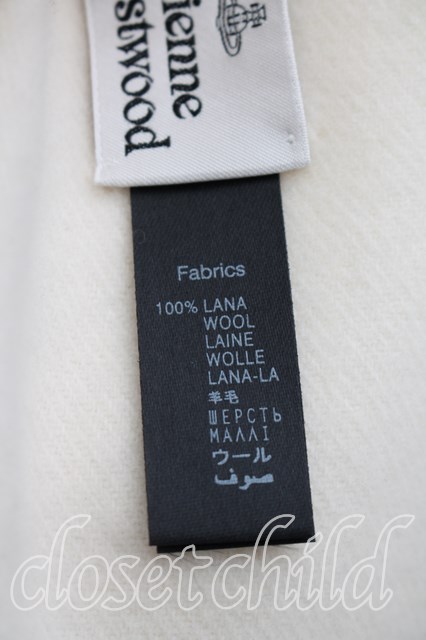 ienne
stwood
Fabrics
100% LANA
WOOL
LAINE
WOLLE
LANA-LA
羊毛
ШЕРСТЬ
ΜΑΛΛΙ
ウール
صوف
closetchild